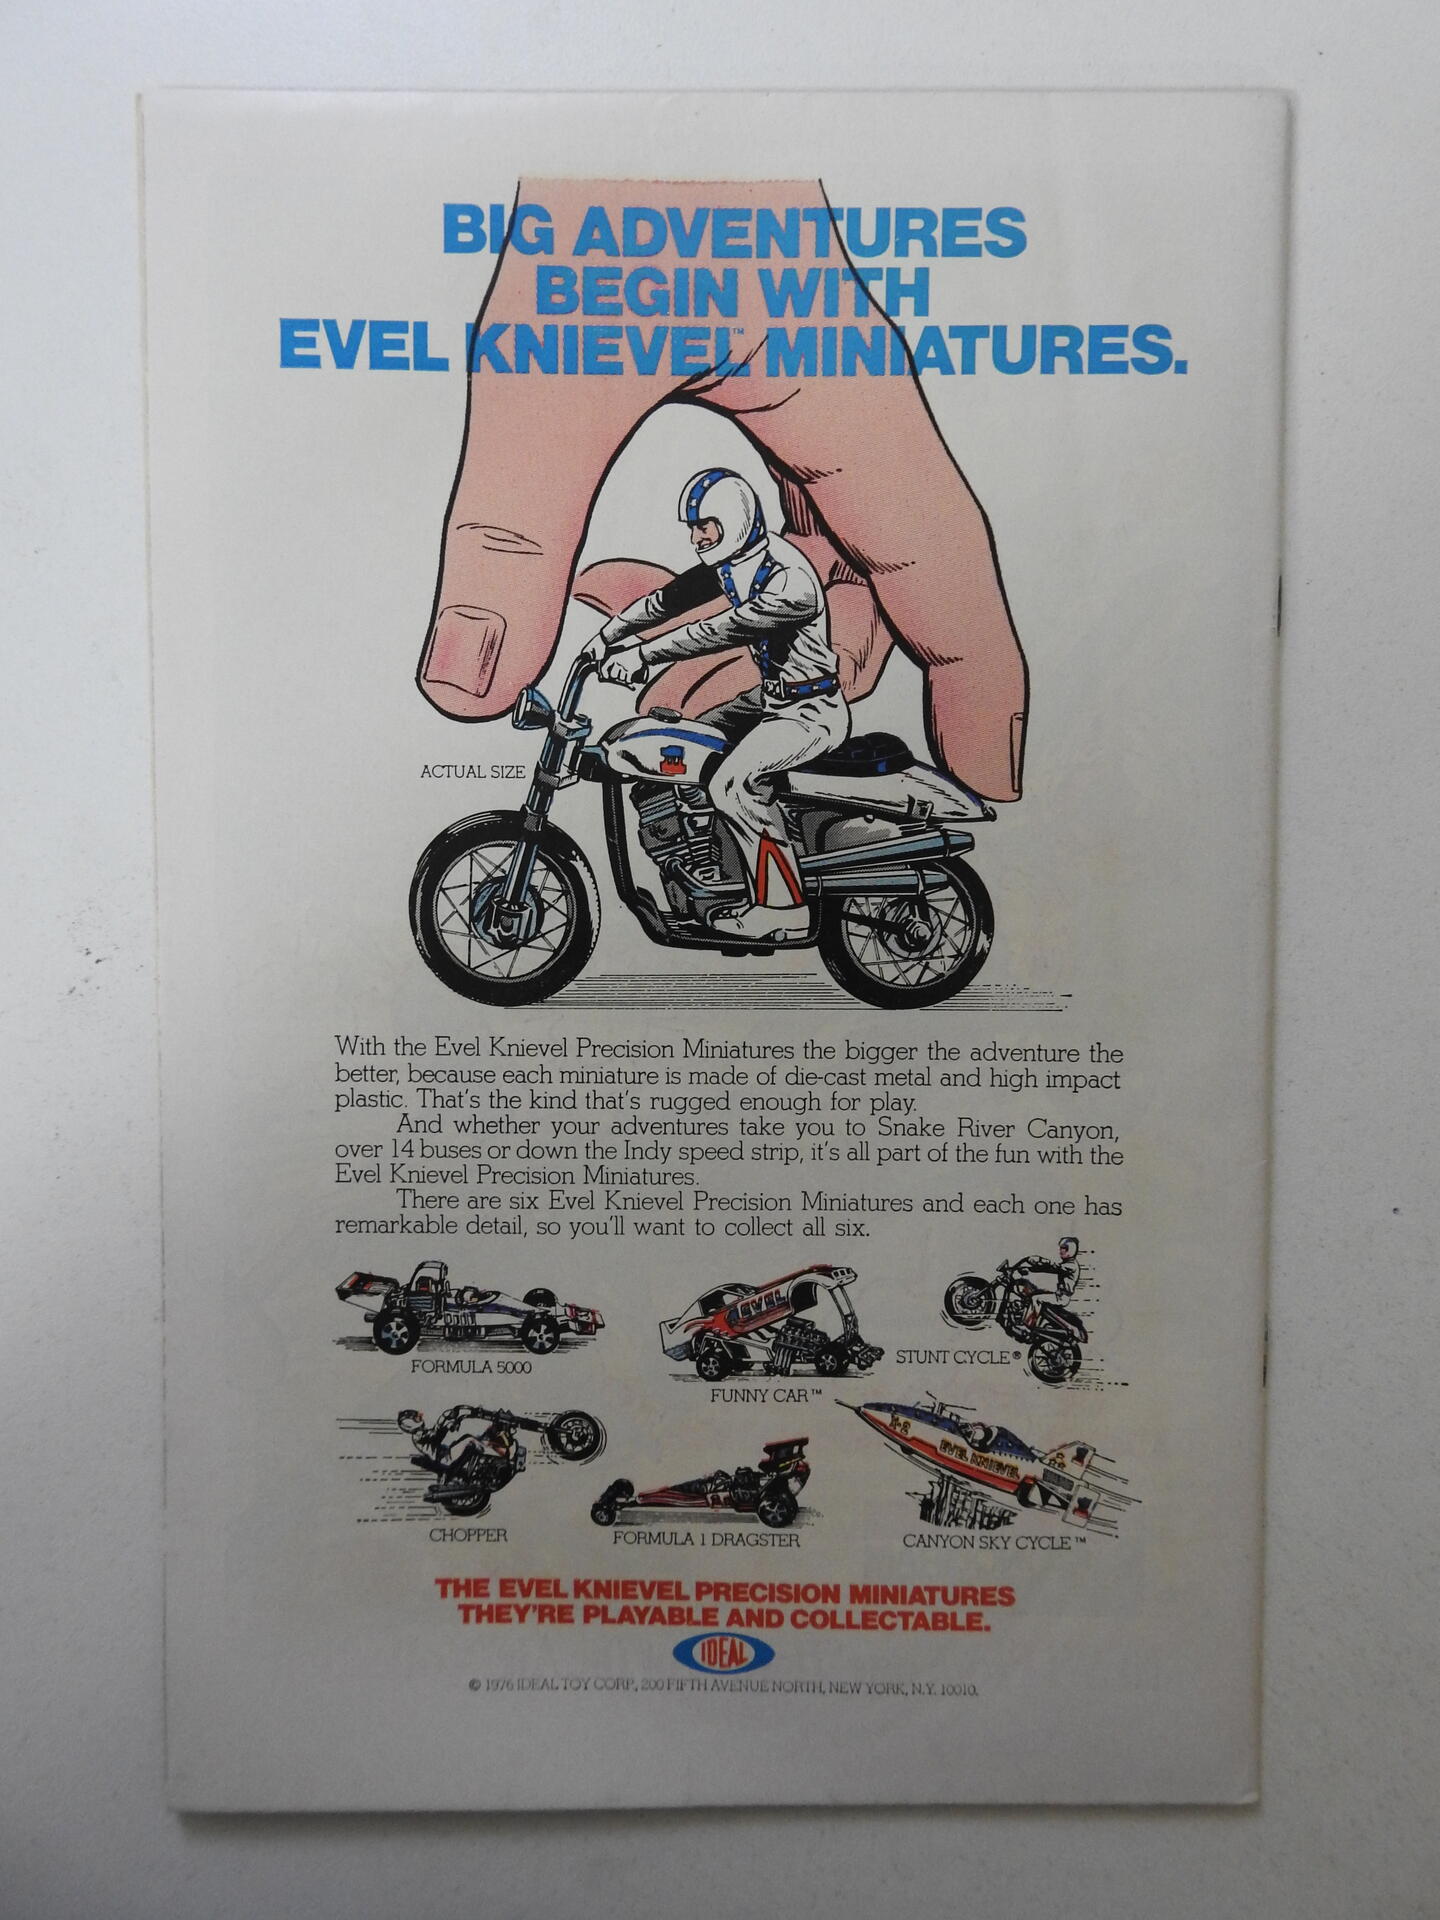 BIG ADVENTURES
BEGIN WITH
EVEL KNIEVEL™ MINIATURES.
ACTUAL SIZE
1
With the Evel Knievel Precision Miniatures the bigger the adventure the
better, because each miniature is made of die-cast metal and high impact
plastic. That's the kind that's rugged enough for play.
And whether your adventures take you to Snake River Canyon,
over 14 buses or down the Indy speed strip, it's all part of the fun with the
Evel Knievel Precision Miniatures.
There are six Evel Knievel Precision Miniatures and each one has
remarkable detail, so you'll want to collect all six.
EVEL
FORMULA 5000
FUNNY CAR™
STUNT CYCLE®
X-2
EVEL KNIEVEL
CHOPPER
FORMULA 1 DRAGSTER
CANYON SKY CYCLE™
THE EVEL KNIEVEL PRECISION MINIATURES
THEY'RE PLAYABLE AND COLLECTABLE.
IDEAL
© 1976 IDEAL TOY CORP., 200 FIFTH AVENUE NORTH, NEW YORK, N.Y. 10010.